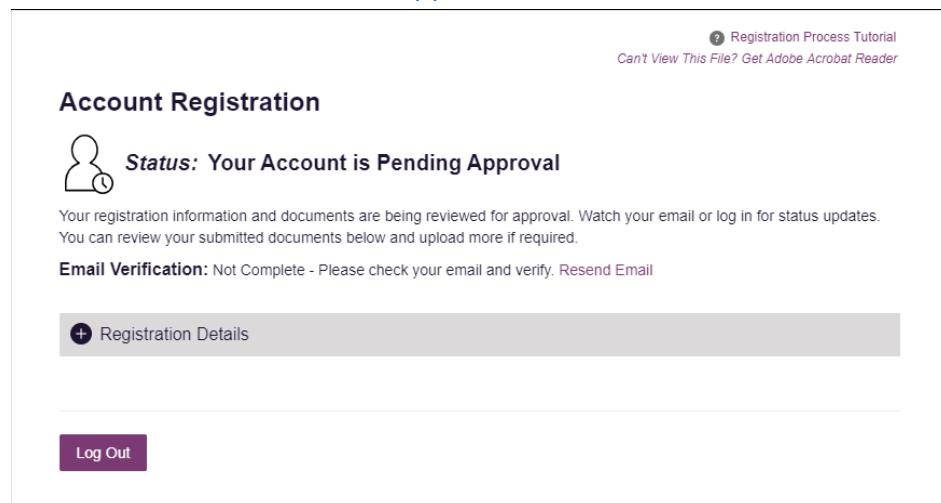 Registration Process Tutorial
Can't View This File? Get Adobe Acrobat Reader
Account Registration
Status: Your Account is Pending Approval
Your registration information and documents are being reviewed for approval. Watch your email or log in for status updates.
You can review your submitted documents below and upload more if required.
Email Verification: Not Complete - Please check your email and verify. Resend Email
Registration Details
Log Out